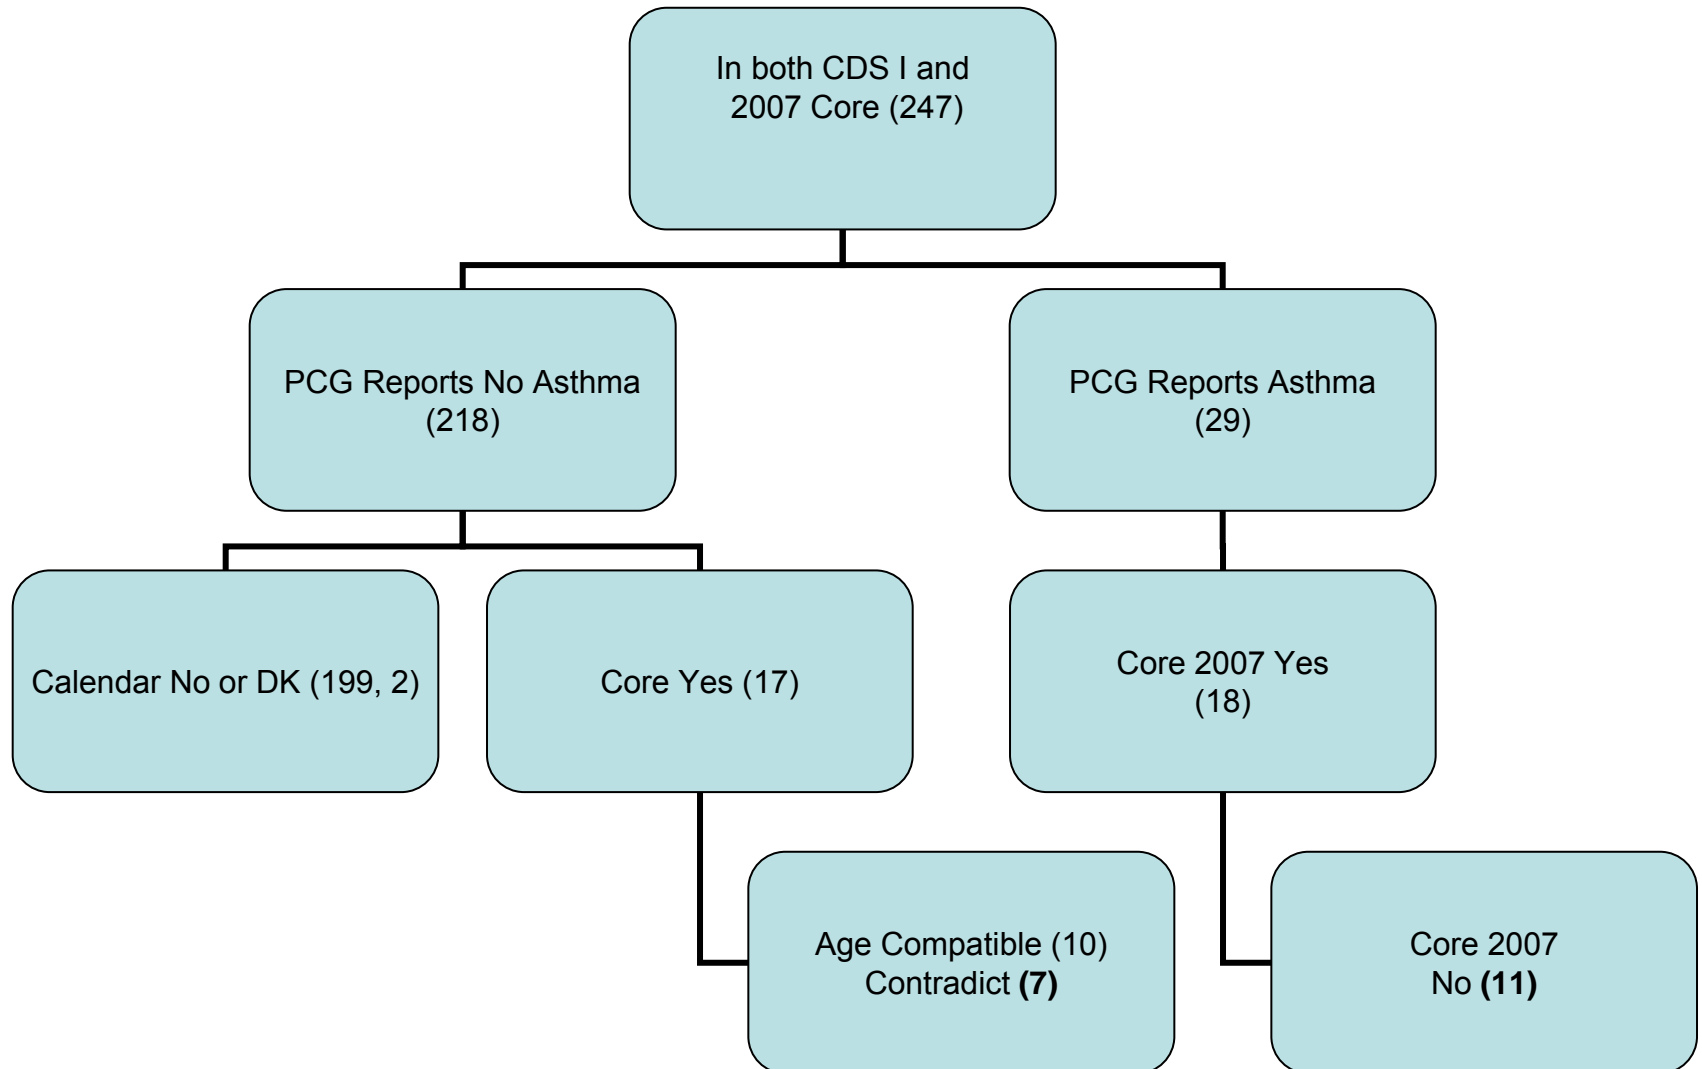 In both CDS I and
2007 Core (247)
PCG Reports No Asthma
(218)
PCG Reports Asthma
(29)
Calendar No or DK (199, 2)
Core Yes (17)
Core 2007 Yes
(18)
Age Compatible (10)
Contradict (7)
Core 2007
No (11)